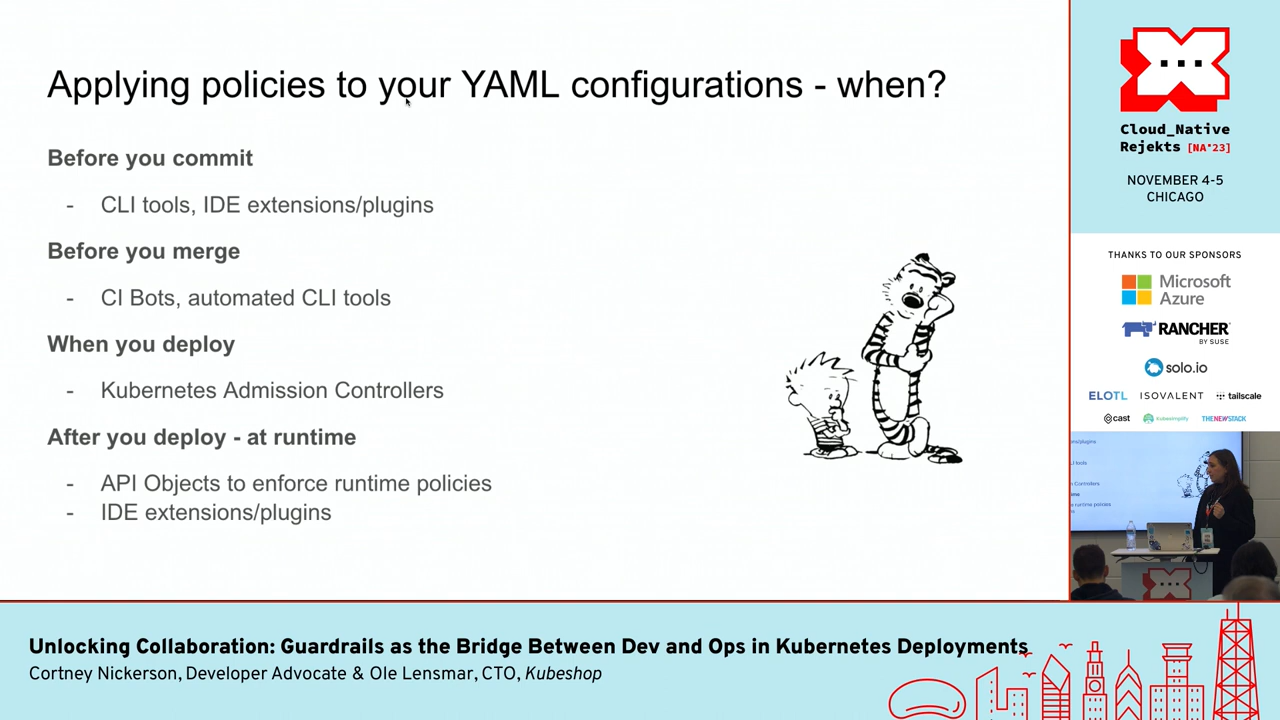 Applying policies to your YAML configurations - when?
Before you commit
- CLI tools, IDE extensions/plugins
Before you merge
- CI Bots, automated CLI tools
When you deploy
- Kubernetes Admission Controllers
After you deploy - at runtime
- API Objects to enforce runtime policies
- IDE extensions/plugins
Cloud_Native
Rejekts [NA'23]
NOVEMBER 4-5
CHICAGO
THANKS TO OUR SPONSORS
Microsoft
Azure
RANCHER
BY SUSE
solo.io
ELOTL ISOVALENT tailscale
cast Kubesimplify THENEWSTACK
Unlocking Collaboration: Guardrails as the Bridge Between Dev and Ops in Kubernetes Deployments
Cortney Nickerson, Developer Advocate & Ole Lensmar, CTO, Kubeshop